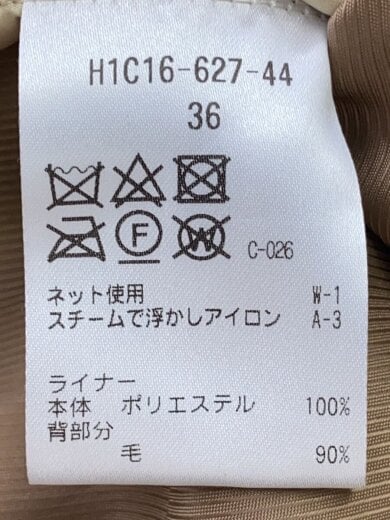 H1C16-627-44
36
F W C-026
ネット使用 W-1
スチームで浮かしアイロン A-3
ライナー
本体 ポリエステル 100%
背部分
毛 90%